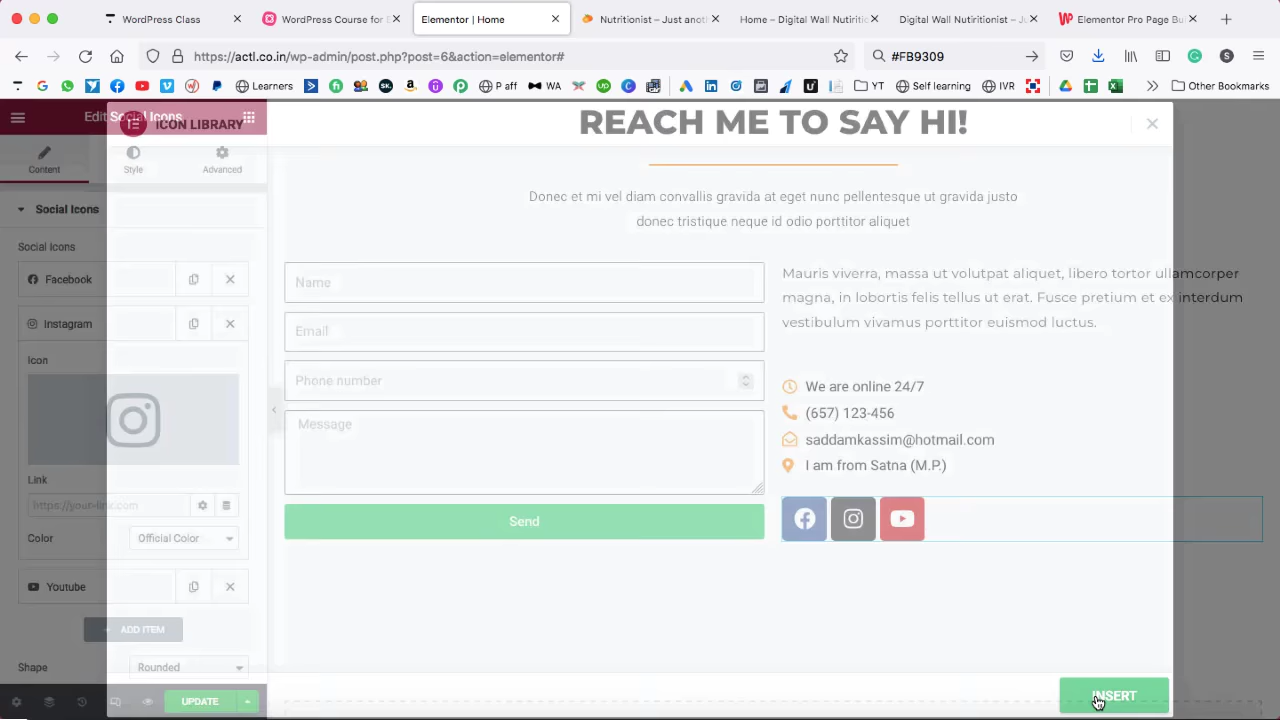 WordPress Class
WordPress Course for E
Elementor | Home
Nutritionist – Just anot
Home – Digital Wall Nutiritic
Digital Wall Nutritionist – Ju
Elementor Pro Page Bui
https://actl.co.in/wp-admin/post.php?post=6&action=elementor#
#FB9309
Learners
P aff
WA
YT
Self learning
IVR
Other Bookmarks
Edit Social Icons
ICON LIBRARY
Content
Style
Advanced
Social Icons
Social Icons
Facebook
Instagram
Icon
Link
https://your-link.com
Color
Official Color
Youtube
ADD ITEM
Shape
Rounded
UPDATE
REACH ME TO SAY HI!
Donec et mi vel diam convallis gravida at eget nunc pellentesque ut gravida justo
donec tristique neque id odio porttitor aliquet
Name
Email
Phone number
Message
Send
Mauris viverra, massa ut volutpat aliquet, libero tortor ullamcorper
magna, in lobortis felis tellus ut erat. Fusce pretium et ex interdum
vestibulum vivamus porttitor euismod luctus.
We are online 24/7
(657) 123-456
saddamkassim@hotmail.com
I am from Satna (M.P.)
INSERT